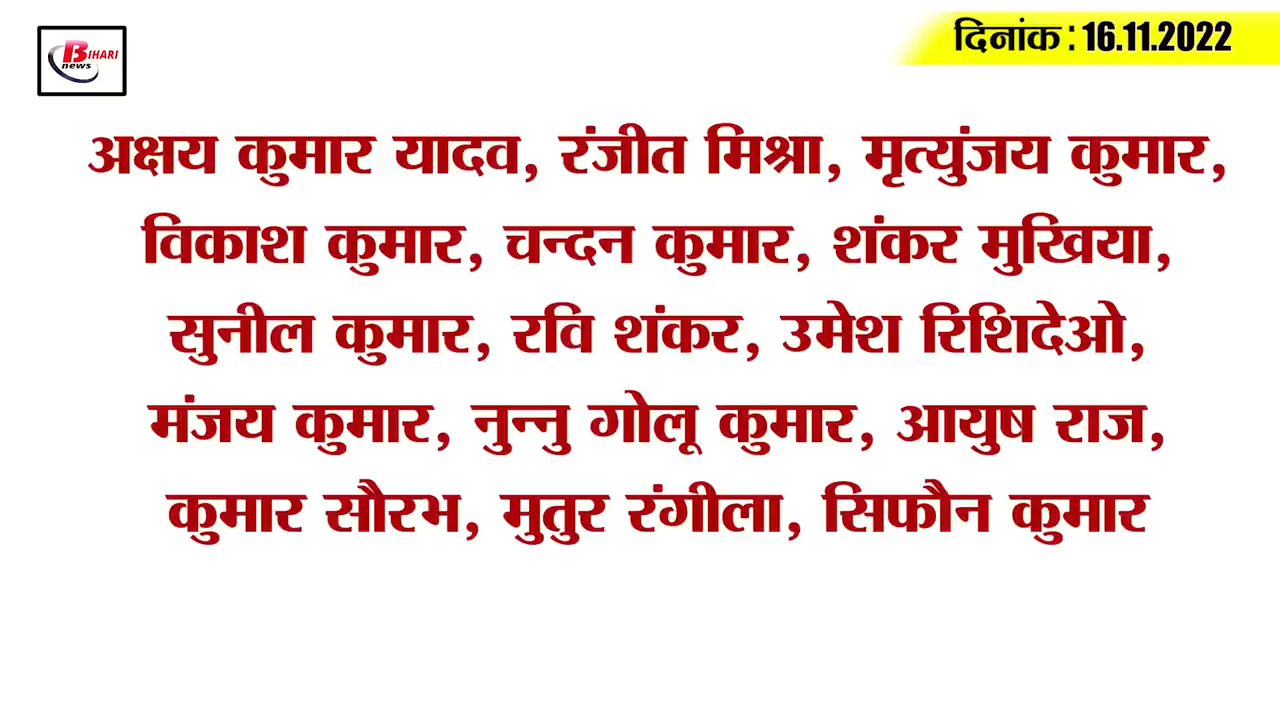 BIHARI
news
दिनांक : 16.11.2022
अक्षय कुमार यादव, रंजीत मिश्रा, मृत्युंजय कुमार,
विकाश कुमार, चन्दन कुमार, शंकर मुखिया,
सुनील कुमार, रवि शंकर, उमेश रिशिदेओ,
मंजय कुमार, नुन्नु गोलू कुमार, आयुष राज,
कुमार सौरभ, मुतुर रंगीला, सिफौन कुमार